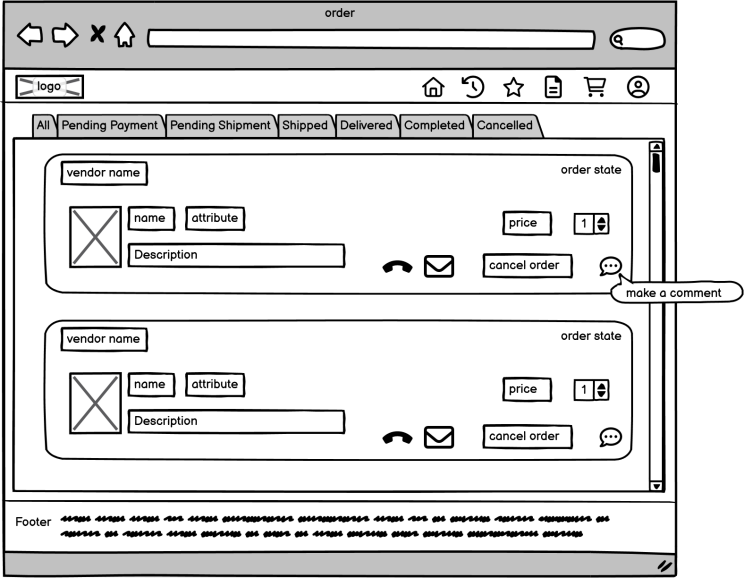 order
logo
All Pending Payment Pending Shipment Shipped Delivered Completed Cancelled
vendor name order state
name attribute price 1
Description cancel order
make a comment
vendor name order state
name attribute price 1
Description cancel order
Footer